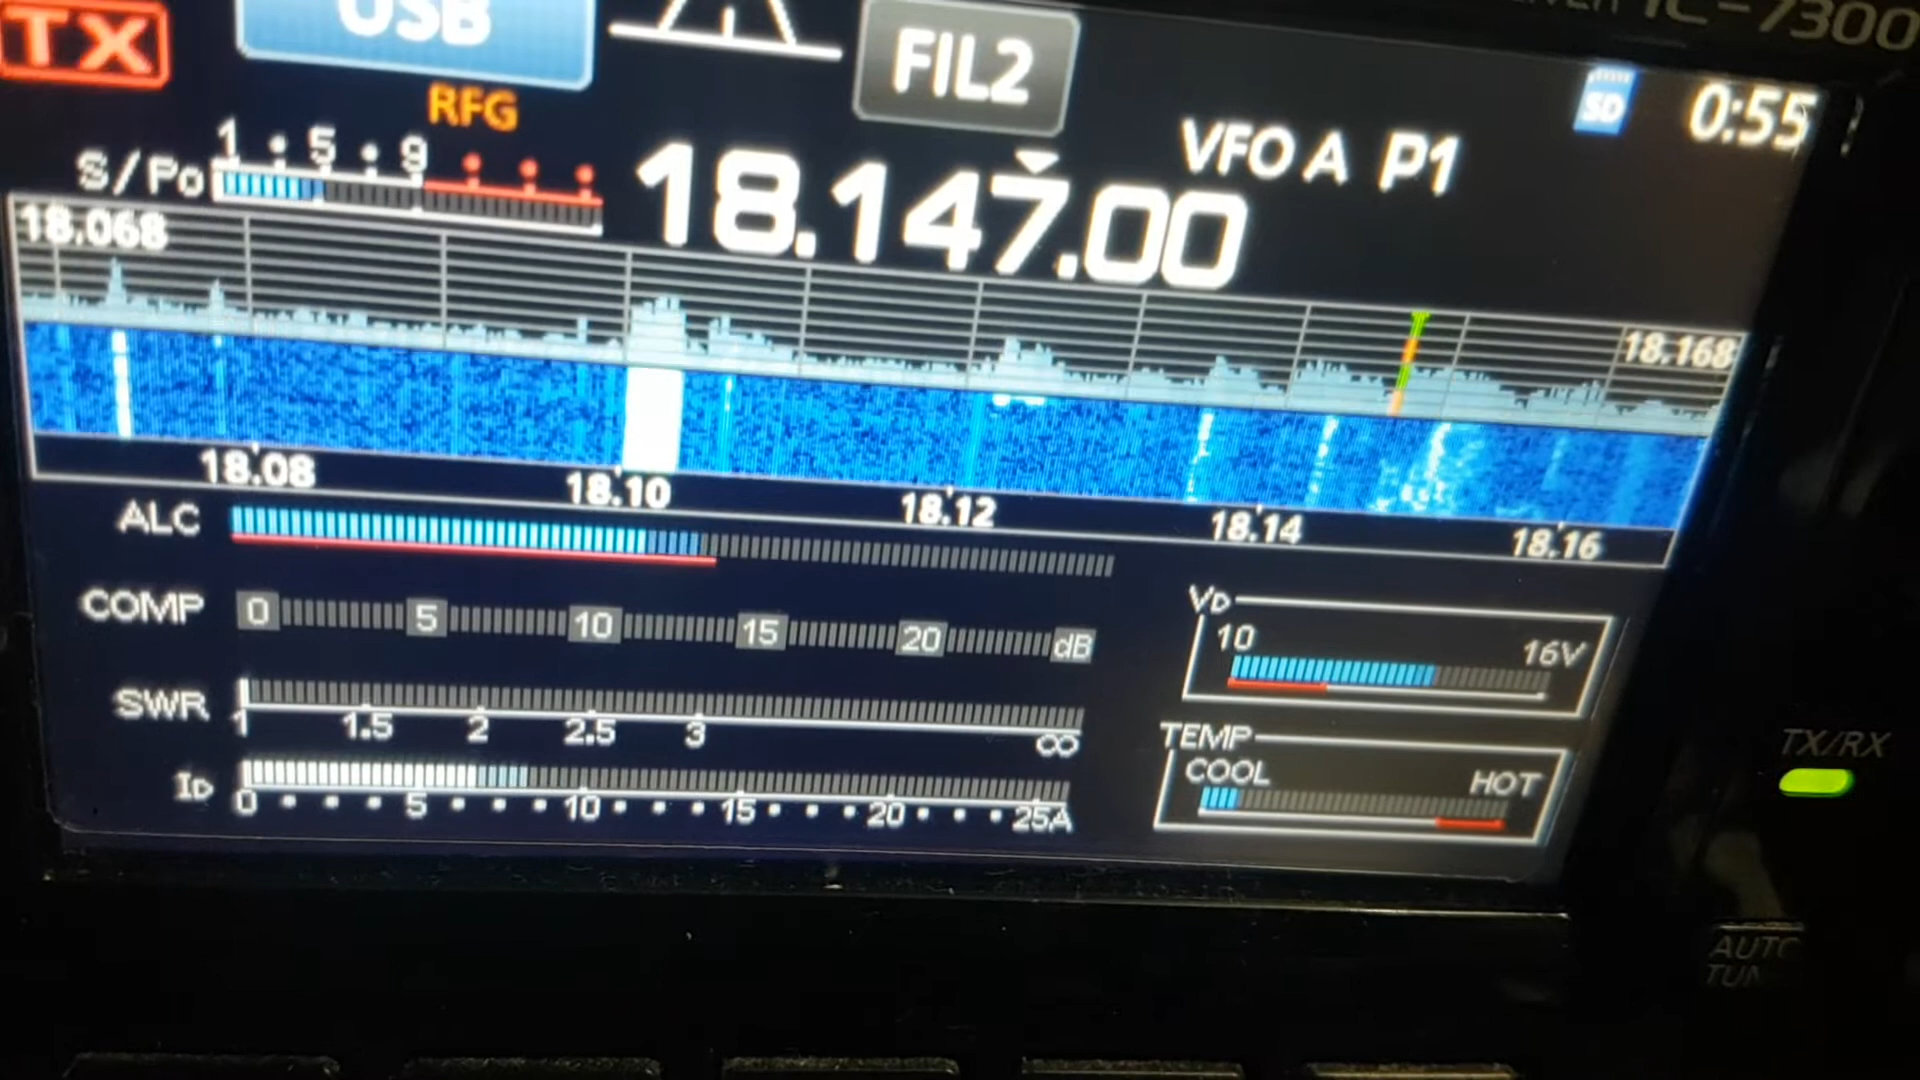 IC-7300
TX USB FIL2 SD 0:55
RFG VFO A P1
S/Po 1 5 9 18.147.00
18.068 18.168
18.08 18.10 18.12 18.14 18.16
ALC
COMP 0 5 10 15 20 dB
SWR 1 1.5 2 2.5 3 ∞
ID 0 5 10 15 20 25A
VD
10 16V
TEMP
COOL HOT
TX/RX
AUTO